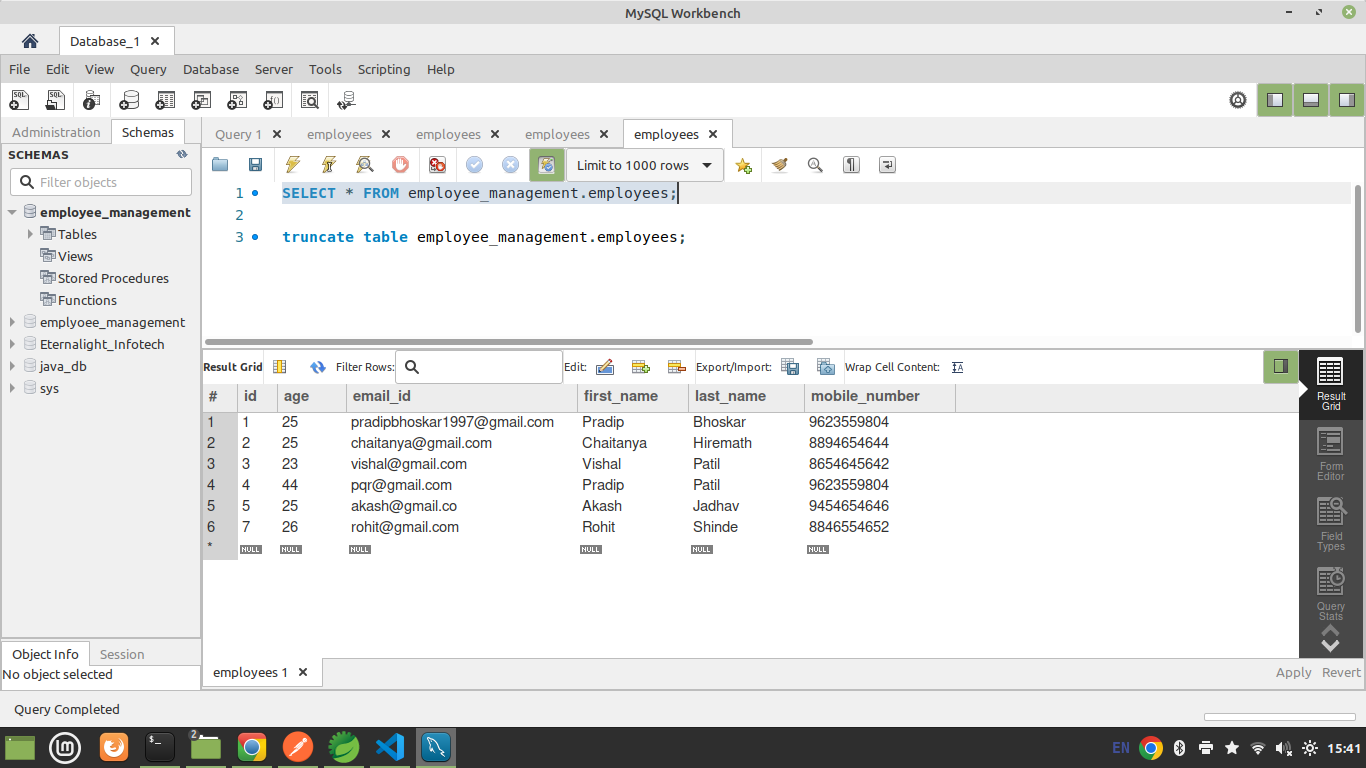 MySQL Workbench
Database_1
File Edit View Query Database Server Tools Scripting Help
Administration Schemas
SCHEMAS
Filter objects
employee_management
Tables
Views
Stored Procedures
Functions
emplyoee_management
Eternalight_Infotech
java_db
sys
Object Info Session
No object selected
Query 1 employees employees employees employees
Limit to 1000 rows
1 SELECT * FROM employee_management.employees;
2
3 truncate table employee_management.employees;
Result Grid Filter Rows: Edit: Export/Import: Wrap Cell Content:
# id age email_id first_name last_name mobile_number
1 1 25 pradipbhoskar1997@gmail.com Pradip Bhoskar 9623559804
2 2 25 chaitanya@gmail.com Chaitanya Hiremath 8894654644
3 3 23 vishal@gmail.com Vishal Patil 8654645642
4 4 44 pqr@gmail.com Pradip Patil 9623559804
5 5 25 akash@gmail.co Akash Jadhav 9454654646
6 7 26 rohit@gmail.com Rohit Shinde 8846554652
* NULL NULL NULL NULL NULL NULL
Result
Grid
Form
Editor
Field
Types
Query
Stats
employees 1
Apply Revert
Query Completed
2
EN 15:41